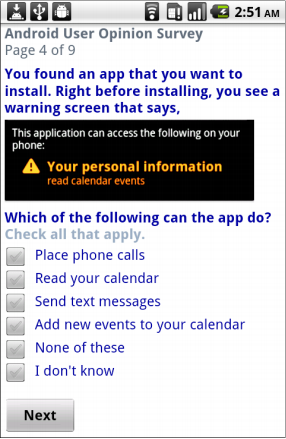 2:51 AM
Android User Opinion Survey
Page 4 of 9
You found an app that you want to
install. Right before installing, you see a
warning screen that says,
This application can access the following on your
phone:
Your personal information
read calendar events
Which of the following can the app do?
Check all that apply.
Place phone calls
Read your calendar
Send text messages
Add new events to your calendar
None of these
I don't know
Next